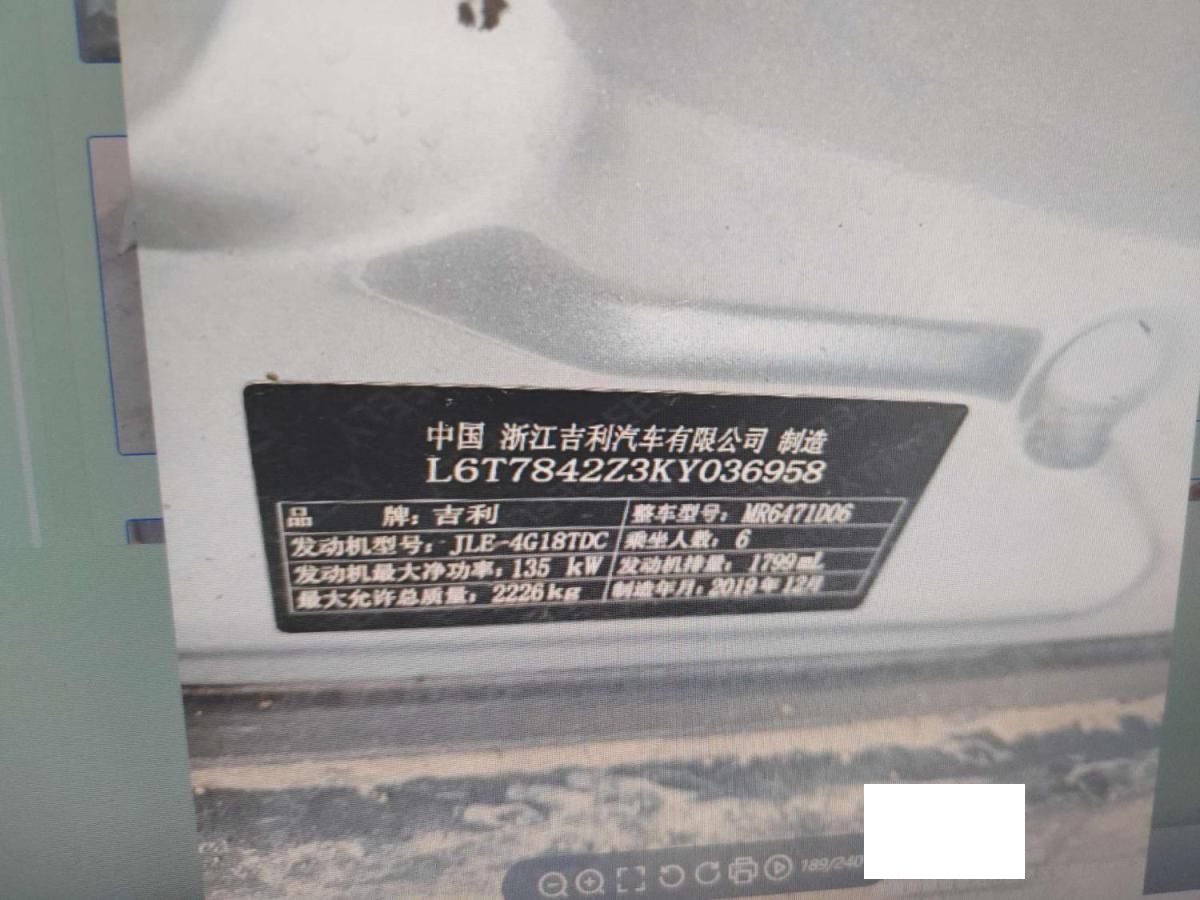 中国 浙江吉利汽车有限公司 制造
L6T7842Z3KY036958
品 牌：吉利 整车型号：MR6471D06
发动机型号：JLE-4G18TDC 乘坐人数：6
发动机最大净功率：135 kW 发动机排量：1799mL
最大允许总质量：2226kg 制造年月：2019年12月
189/240